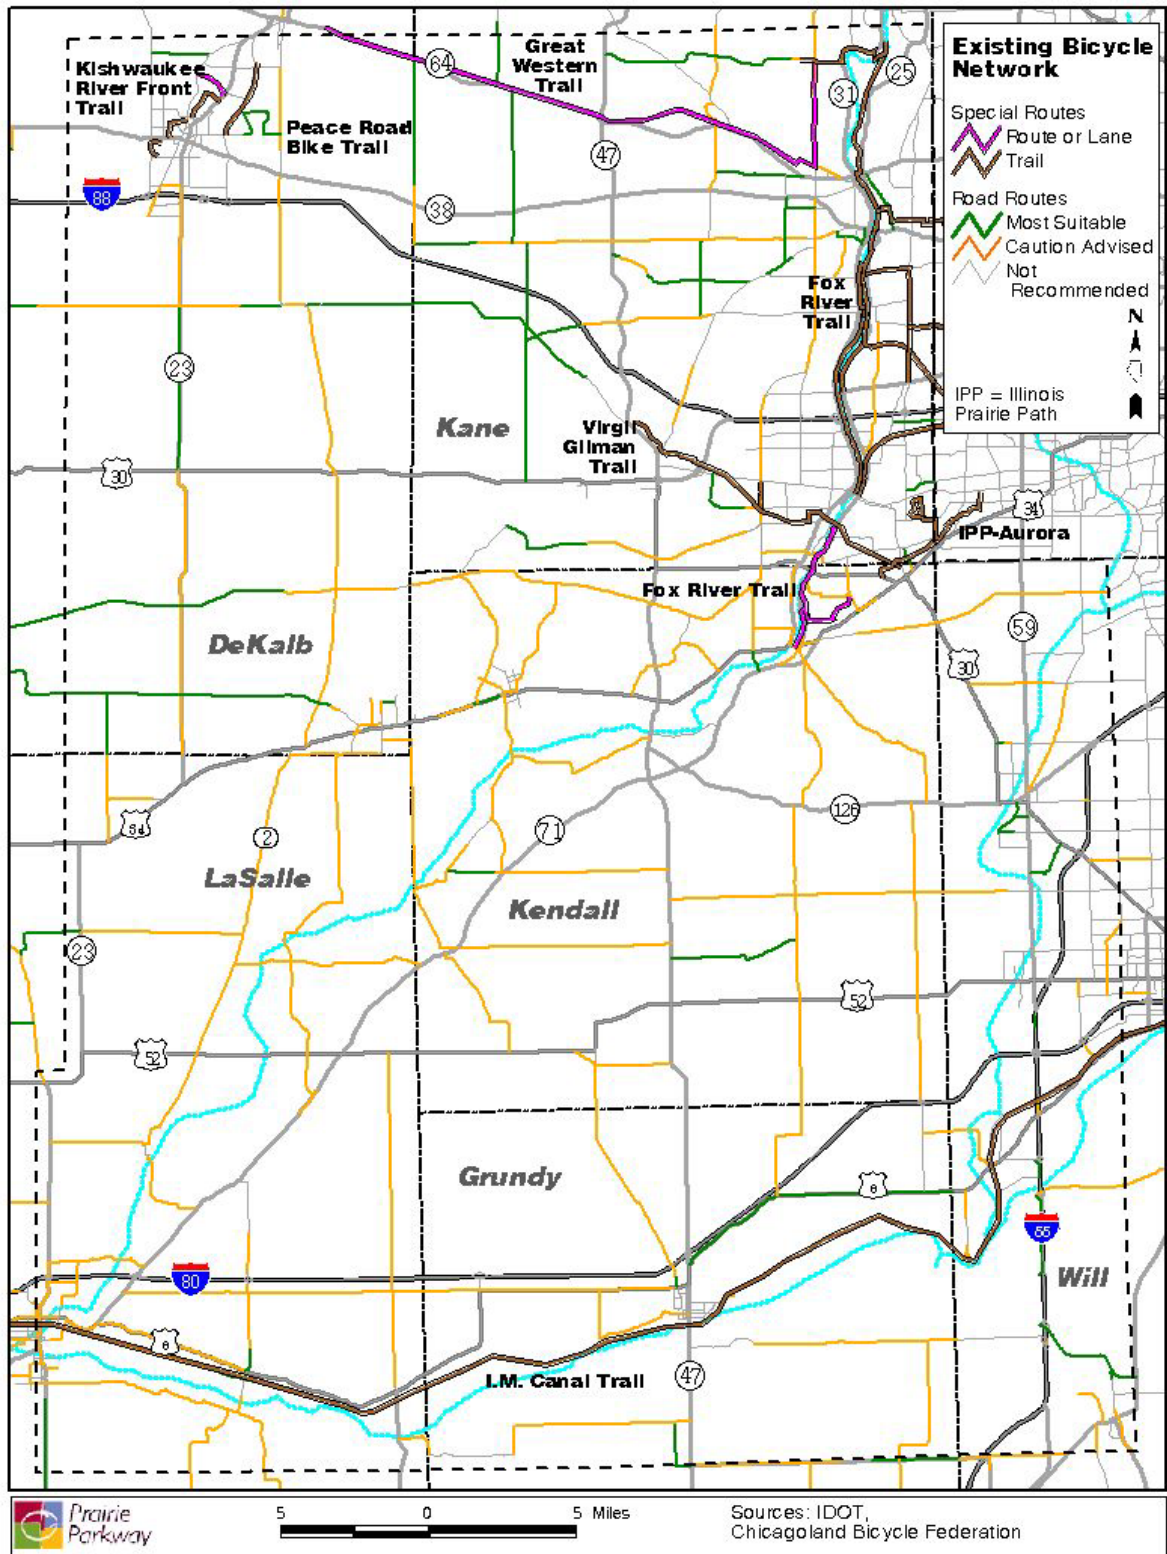 Existing Bicycle
Network
Special Routes
Route or Lane
Trail
Road Routes
Most Suitable
Caution Advised
Not
Recommended
N
IPP = Illinois
Prairie Path
Kishwaukee
River Front
Trail
Peace Road
Bike Trail
64
Great
Western
Trail
25
31
47
88
38
Fox
River
Trail
23
Kane
Virgil
Gilman
Trail
30
34
IPP-Aurora
Fox River Trail
59
DeKalb
30
34
2
71
126
LaSalle
Kendall
23
52
52
Grundy
6
55
80
Will
6
I.M. Canal Trail
47
Prairie
Parkway
5 0 5 Miles
Sources: IDOT,
Chicagoland Bicycle Federation